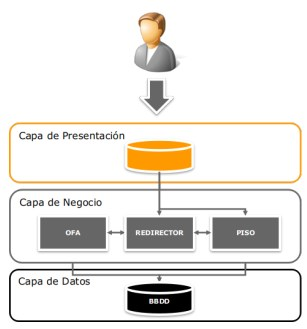 Capa de Presentación
Capa de Negocio
OFA
REDIRECTOR
PISO
Capa de Datos
BBDD